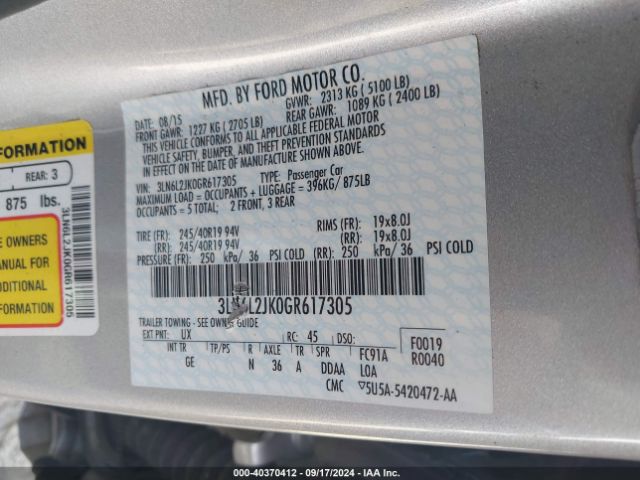 MFD. BY FORD MOTOR CO.
DATE: 08/15 GVWR: 2313 KG ( 5100 LB)
FRONT GAWR: 1227 KG ( 2705 LB) REAR GAWR: 1089 KG ( 2400 LB)
THIS VEHICLE CONFORMS TO ALL APPLICABLE FEDERAL MOTOR
VEHICLE SAFETY, BUMPER, AND THEFT PREVENTION STANDARDS
IN EFFECT ON THE DATE OF MANUFACTURE SHOWN ABOVE.
VIN: 3LN6L2JK0GR617305 TYPE: Passenger Car
MAXIMUM LOAD = OCCUPANTS + LUGGAGE = 396KG/ 875LB
OCCUPANTS = 5 TOTAL; 2 FRONT, 3 REAR
TIRE (FR): 245/40R19 94V RIMS (FR): 19x8.0J
(RR): 245/40R19 94V (RR): 19x8.0J
PRESSURE (FR): 250 kPa/ 36 PSI COLD (RR): 250 kPa/ 36 PSI COLD
3LN6L2JK0GR617305
TRAILER TOWING - SEE OWNERS GUIDE
EXT PNT: UX RC: 45 DSO: F0019
INT TR TP/PS R AXLE TR SPR FC91A R0040
GE N 36 A DDAA LOA
CMC ▽5U5A-5420472-AA
FORMATION
REAR: 3
875 lbs.
E OWNERS
ANUAL FOR
DDITIONAL
FORMATION
3LN6L2JK0GR617305
000-40370412 - 09/17/2024 - IAA Inc.